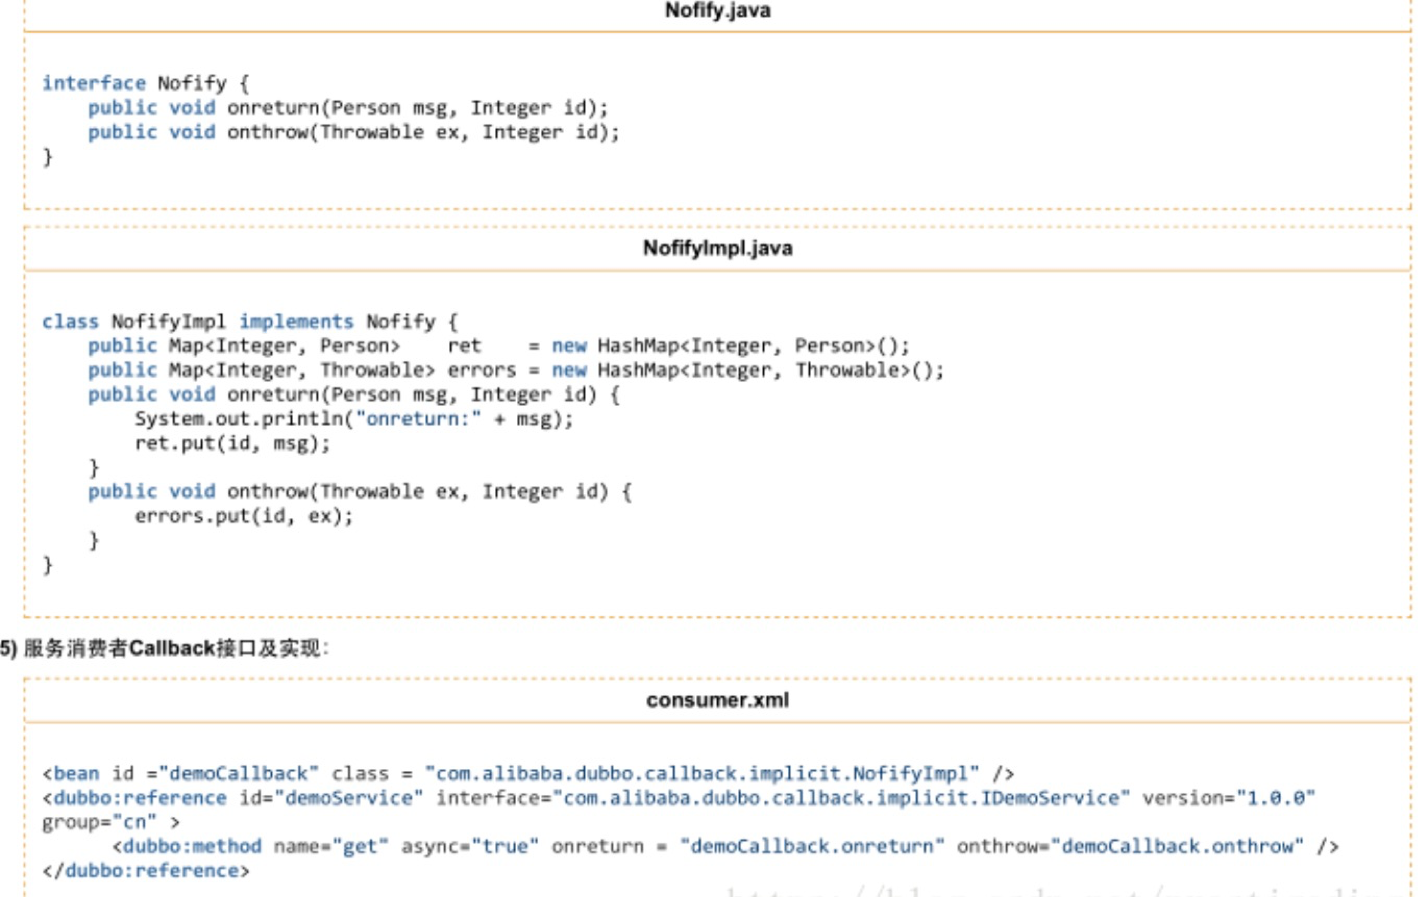 Nofify.java
interface Nofify {
    public void onreturn(Person msg, Integer id);
    public void onthrow(Throwable ex, Integer id);
}
NofifyImpl.java
class NofifyImpl implements Nofify {
    public Map<Integer, Person>    ret    = new HashMap<Integer, Person>();
    public Map<Integer, Throwable> errors = new HashMap<Integer, Throwable>();
    public void onreturn(Person msg, Integer id) {
        System.out.println("onreturn:" + msg);
        ret.put(id, msg);
    }
    public void onthrow(Throwable ex, Integer id) {
        errors.put(id, ex);
    }
}
5) 服务消费者Callback接口及实现：
consumer.xml
<bean id ="demoCallback" class = "com.alibaba.dubbo.callback.implicit.NofifyImpl" />
<dubbo:reference id="demoService" interface="com.alibaba.dubbo.callback.implicit.IDemoService" version="1.0.0"
group="cn" >
      <dubbo:method name="get" async="true" onreturn = "demoCallback.onreturn" onthrow="demoCallback.onthrow" />
</dubbo:reference>